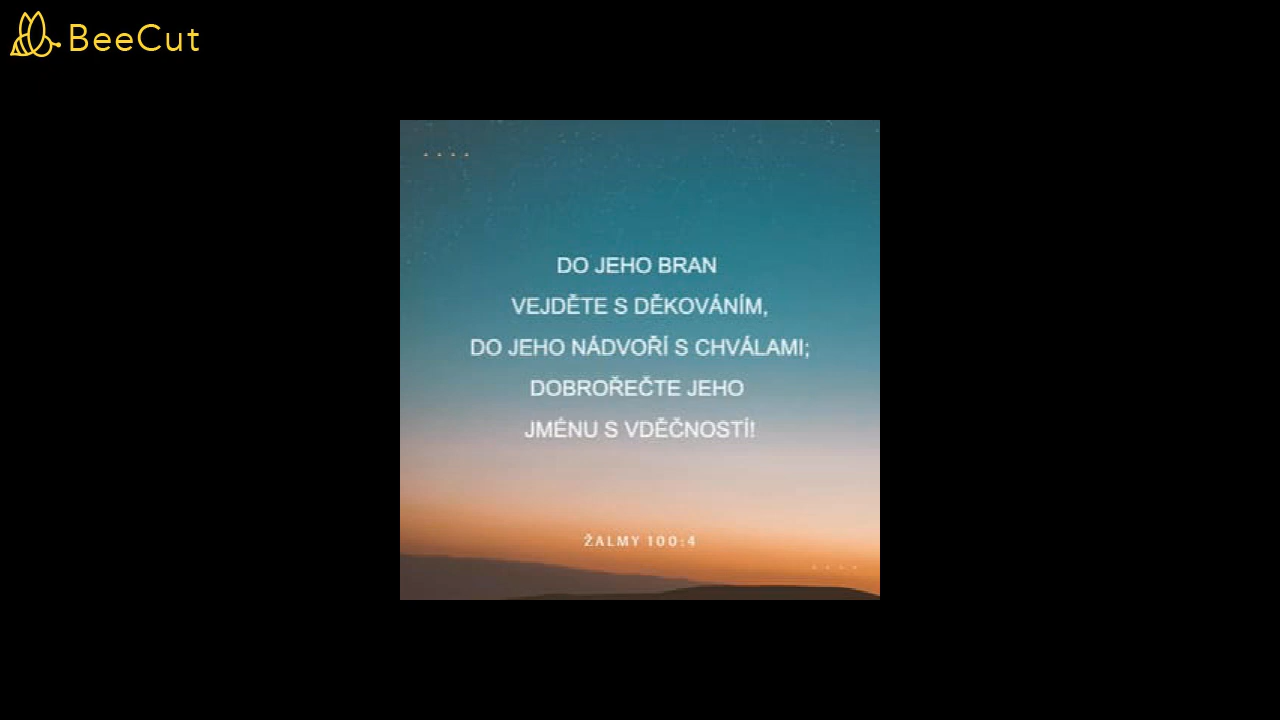 BeeCut
DO JEHO BRAN
VEJDĚTE S DĚKOVÁNÍM,
DO JEHO NÁDVOŘÍ S CHVÁLAMI;
DOBROŘEČTE JEHO
JMÉNU S VDĚČNOSTÍ!
ŽALMY 100:4